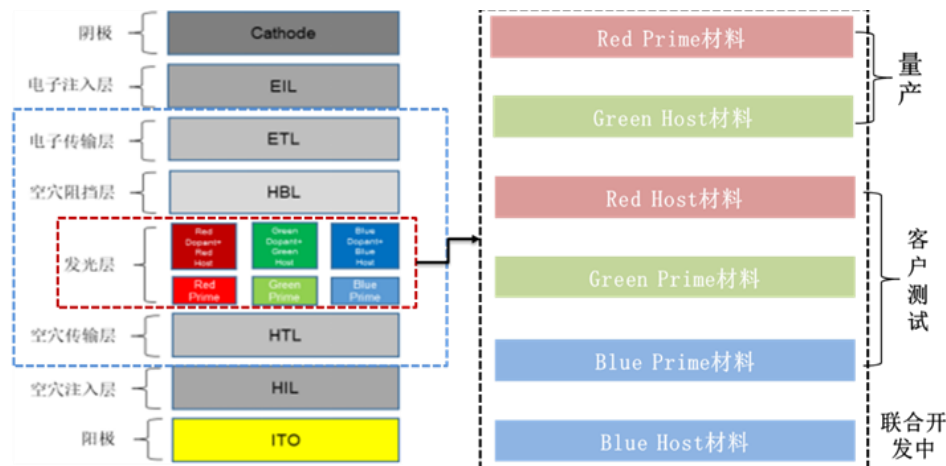 阴极
Cathode
电子注入层
EIL
电子传输层
ETL
空穴阻挡层
HBL
发光层
Red
Dopant+
Red
Host
Green
Dopant+
Green
Host
Blue
Dopant+
Blue
Host
Red
Prime
Green
Prime
Blue
Prime
空穴传输层
HTL
空穴注入层
HIL
阳极
ITO
Red Prime材料
Green Host材料
量产
Red Host材料
Green Prime材料
Blue Prime材料
客户测试
Blue Host材料
联合开
发中